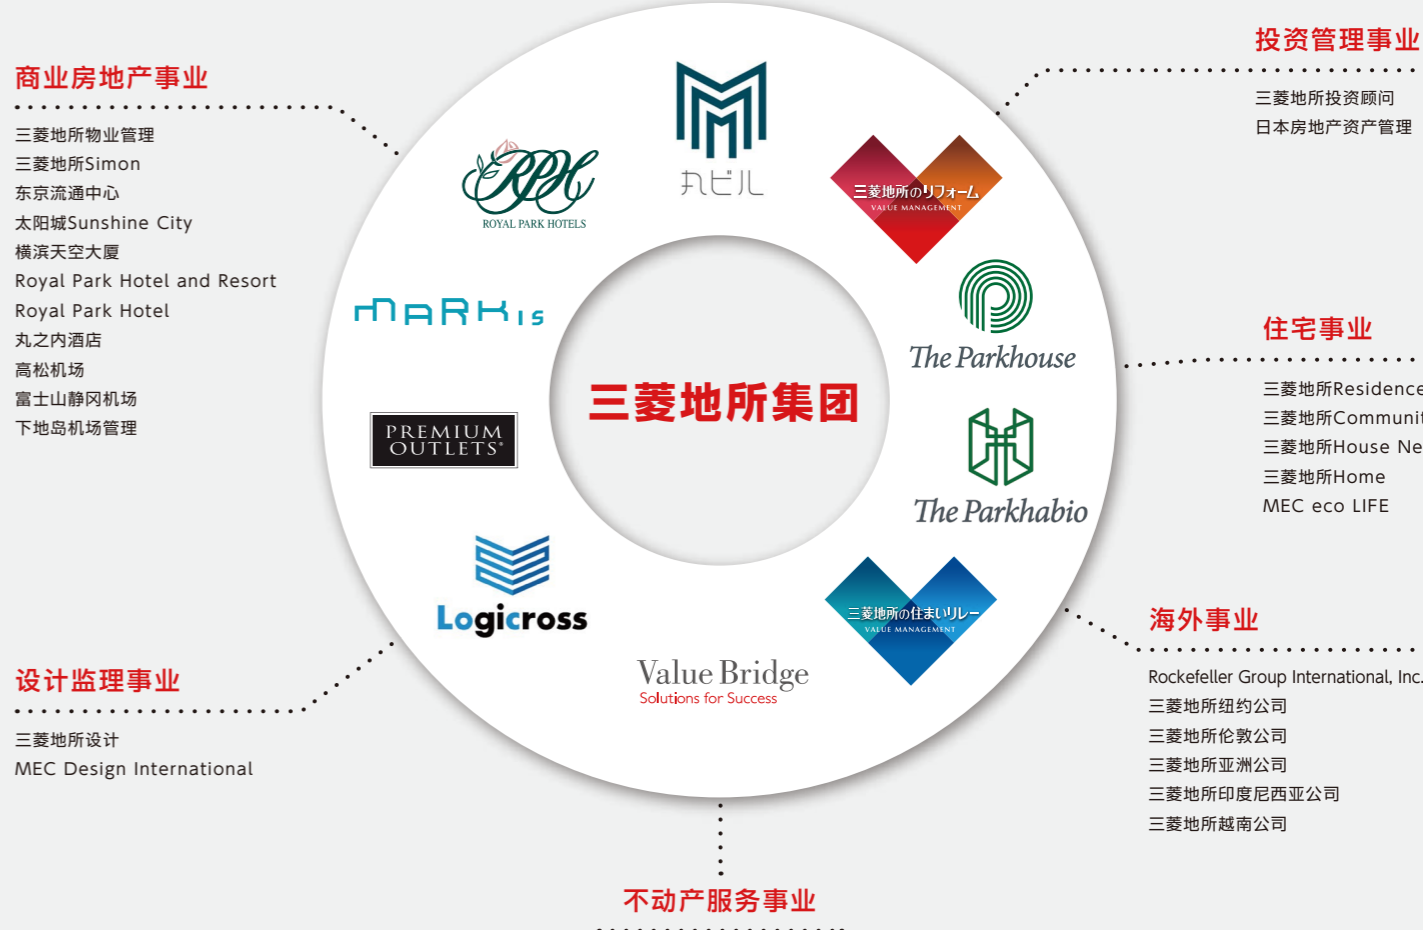 商业房地产事业
三菱地所物业管理
三菱地所Simon
东京流通中心
太阳城Sunshine City
横滨天空大厦
Royal Park Hotel and Resort
Royal Park Hotel
丸之内酒店
高松机场
富士山静冈机场
下地岛机场管理
设计监理事业
三菱地所设计
MEC Design International
RPH
ROYAL PARK HOTELS
丸ビル
三菱地所のリフォーム
VALUE MANAGEMENT
MARK IS
The Parkhouse
三菱地所集团
PREMIUM
OUTLETS®
The Parkhabio
Logicross
三菱地所の住まいリレー
VALUE MANAGEMENT
Value Bridge
Solutions for Success
不动产服务事业
投资管理事业
三菱地所投资顾问
日本房地产资产管理
住宅事业
三菱地所Residence
三菱地所Communit
三菱地所House Ne
三菱地所Home
MEC eco LIFE
海外事业
Rockefeller Group International, Inc.
三菱地所纽约公司
三菱地所伦敦公司
三菱地所亚洲公司
三菱地所印度尼西亚公司
三菱地所越南公司